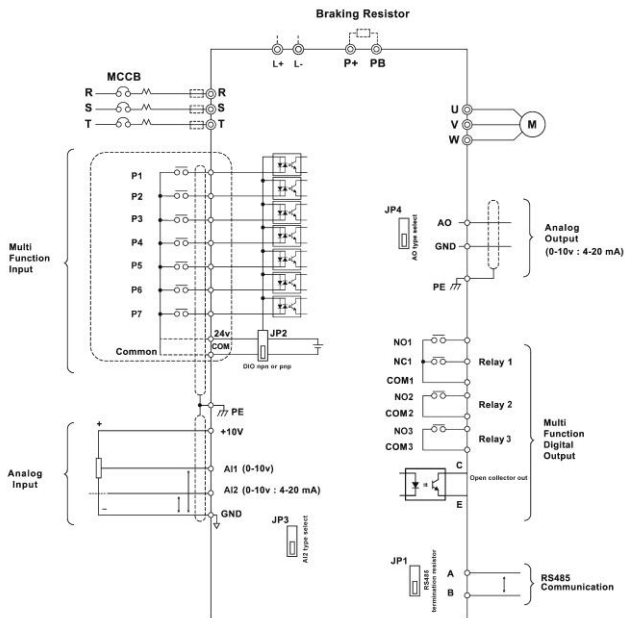 Braking Resistor
L+ L- P+ PB
MCCB
R R
S S
T T
U
V M
W
Multi
Function
Input
P1
P2
P3
P4
P5
P6
P7
24v
COM.
Common
JP2
DIO npn or pnp
PE
JP4
AO type select
AO
GND
PE
Analog
Output
(0-10v : 4-20 mA)
NO1
NC1 Relay 1
COM1
NO2
Relay 2
COM2
NO3
Relay 3
COM3
C
Open collector out
E
Multi
Function
Digital
Output
Analog
Input
+
+10V
AI1 (0-10v)
AI2 (0-10v : 4-20 mA)
–
GND
JP3
AI2 type select
JP1
RS485
termination resistor
A
B
RS485
Communication